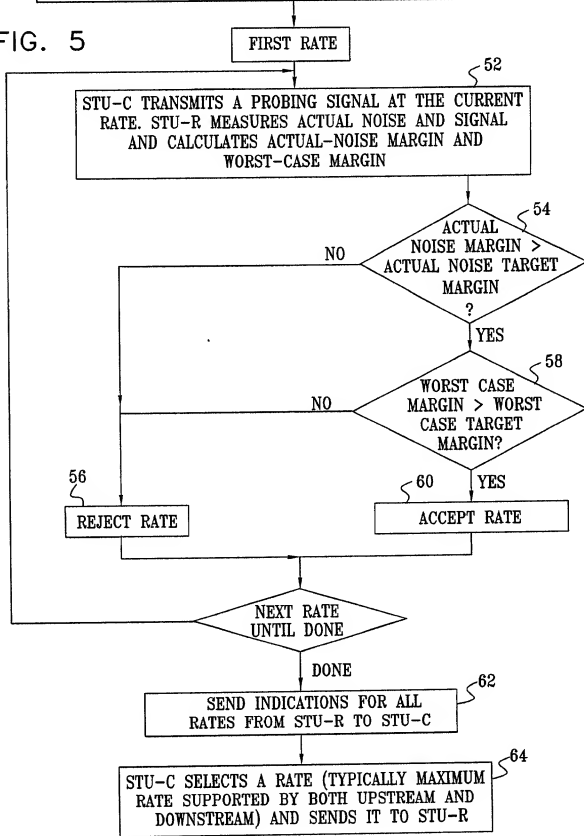 FIG. 5
FIRST RATE
52
STU-C TRANSMITS A PROBING SIGNAL AT THE CURRENT
RATE. STU-R MEASURES ACTUAL NOISE AND SIGNAL
AND CALCULATES ACTUAL-NOISE MARGIN AND
WORST-CASE MARGIN
54
ACTUAL
NOISE MARGIN >
ACTUAL NOISE TARGET
MARGIN
?
NO
YES
58
WORST CASE
MARGIN > WORST
CASE TARGET
MARGIN?
NO
YES
56
REJECT RATE
60
ACCEPT RATE
NEXT RATE
UNTIL DONE
DONE
62
SEND INDICATIONS FOR ALL
RATES FROM STU-R TO STU-C
64
STU-C SELECTS A RATE (TYPICALLY MAXIMUM
RATE SUPPORTED BY BOTH UPSTREAM AND
DOWNSTREAM) AND SENDS IT TO STU-R